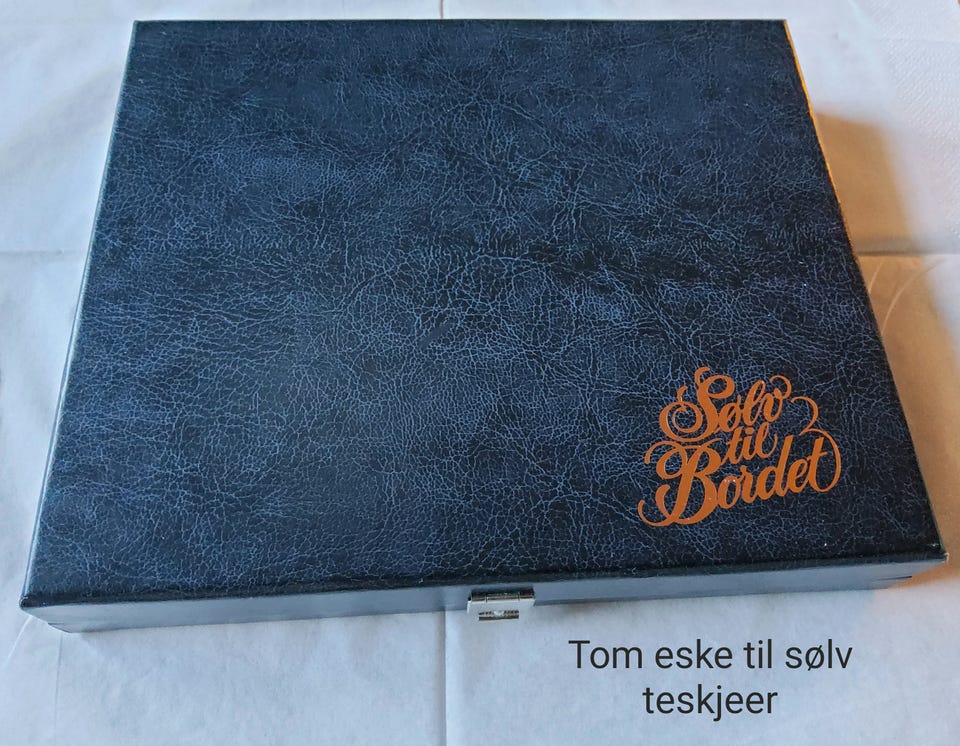 Sølv
til
Bordet
Tom eske til sølv
teskjeer